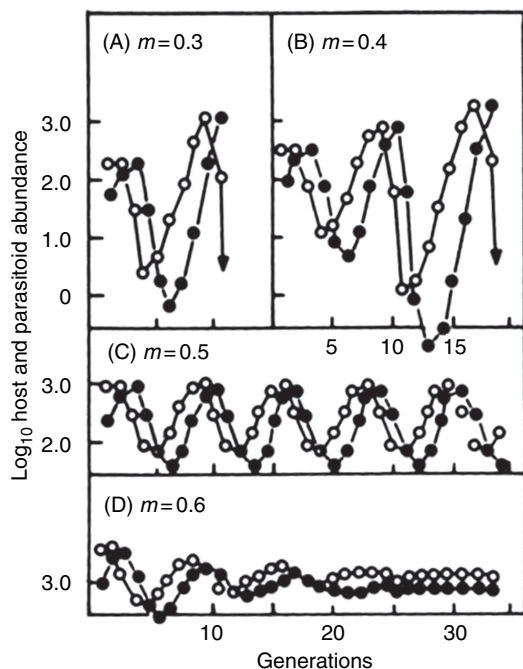 (A) m=0.3
(B) m=0.4
3.0
2.0
1.0
0
5 10 15
(C) m=0.5
3.0
2.0
(D) m=0.6
3.0
10 20 30
Generations
Log10 host and parasitoid abundance